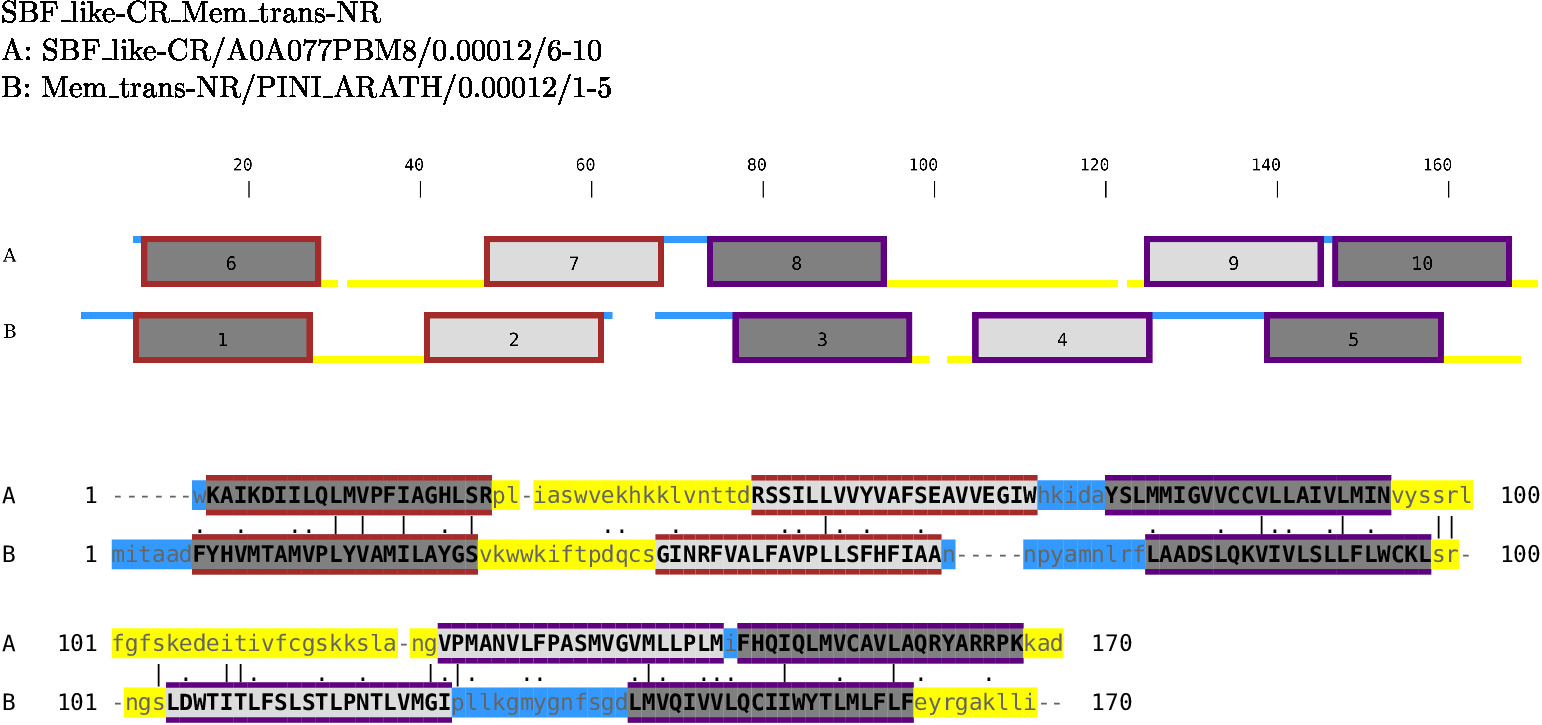 SBF_like-CR_Mem_trans-NR
A: SBF_like-CR/A0A077PBM8/0.00012/6-10
B: Mem_trans-NR/PINI_ARATH/0.00012/1-5
20 40 60 80 100 120 140 160
A 6 7 8 9 10
B 1 2 3 4 5
A 1 ------wKAIKDIILQLMVPFIAGHLSRpl-iaswvekhkklvnttdRSSILLVVYVAFSEAVVEGIWhkidaYSLMMIGVVCCVLLAIVLMINvyssrl 100
B 1 mitaadFYHVMTAMVPLYVAMILAYGSvkwwkiftpdqcsGINRFVALFAVPLLSFHFIAAn-----npyamnlrfLAADSLQKVIVLSLLFLWCKLsr- 100
A 101 fgfskedeitivfcgskksla-ngVPMANVLFPASMVGVMLLPLMiFHQIQLMVCAVLAQRYARRPKkad 170
B 101 -ngsLDWTITLFSLSTLPNTLVMGIpllkgmygnfsgdLMVQIVVLQCIIWYTLMLFLFeyrgakklli-- 170